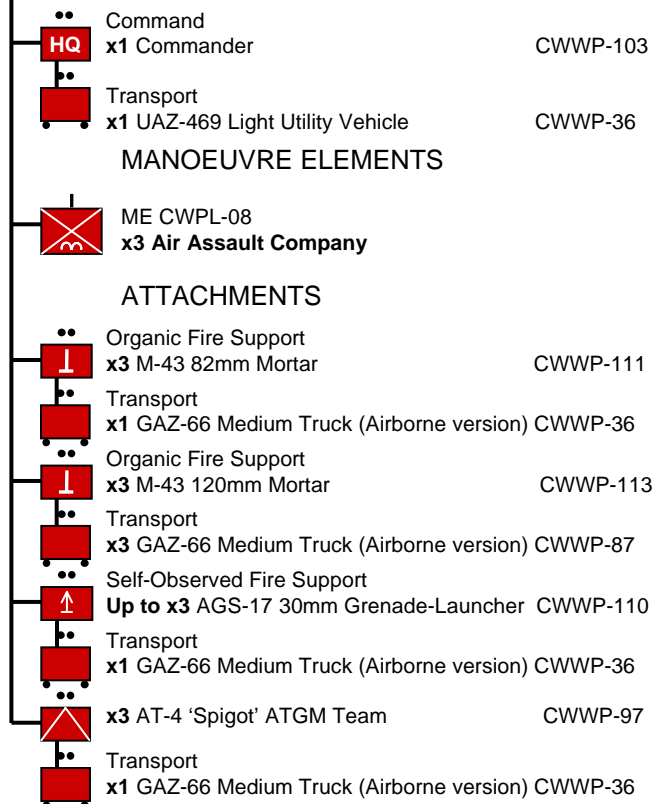 Command
HQ x1 Commander CWWP-103
Transport
x1 UAZ-469 Light Utility Vehicle CWWP-36
MANOEUVRE ELEMENTS
ME CWPL-08
x3 Air Assault Company
ATTACHMENTS
Organic Fire Support
x3 M-43 82mm Mortar CWWP-111
Transport
x1 GAZ-66 Medium Truck (Airborne version) CWWP-36
Organic Fire Support
x3 M-43 120mm Mortar CWWP-113
Transport
x3 GAZ-66 Medium Truck (Airborne version) CWWP-87
Self-Observed Fire Support
Up to x3 AGS-17 30mm Grenade-Launcher CWWP-110
Transport
x1 GAZ-66 Medium Truck (Airborne version) CWWP-36
x3 AT-4 ‘Spigot’ ATGM Team CWWP-97
Transport
x1 GAZ-66 Medium Truck (Airborne version) CWWP-36